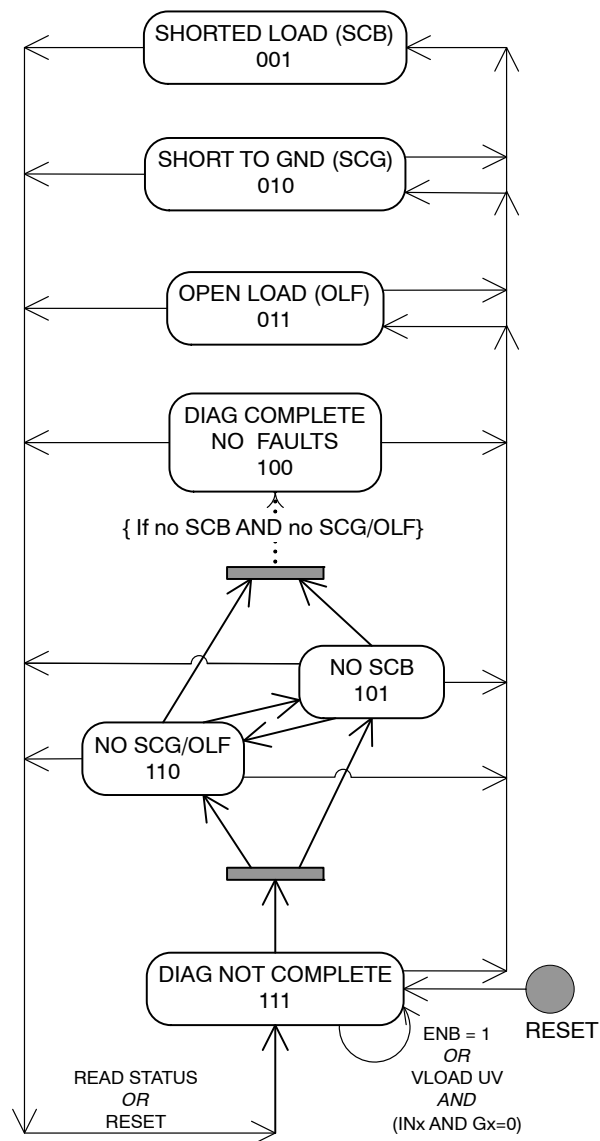 SHORTED LOAD (SCB)
001
SHORT TO GND (SCG)
010
OPEN LOAD (OLF)
011
DIAG COMPLETE
NO FAULTS
100
{ If no SCB AND no SCG/OLF}
NO SCB
101
NO SCG/OLF
110
DIAG NOT COMPLETE
111
RESET
ENB = 1
OR
VLOAD UV
AND
(INx AND Gx=0)
READ STATUS
OR
RESET